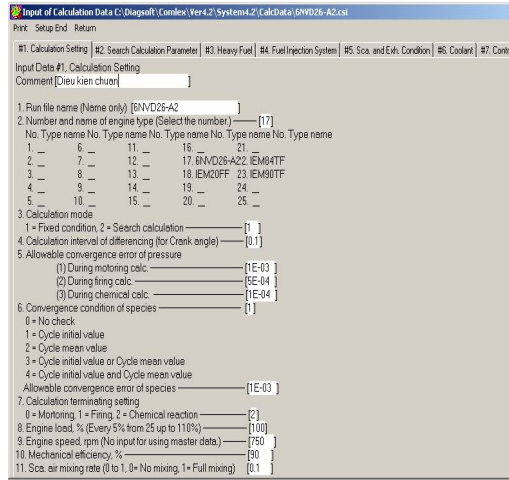 Input of Calculation Data C:\Diagsoft\Comlex\Ver4.2\System4.2\CalcData\6NVD26-A2.csi
Print Setup End Return
#1. Calculation Setting #2. Search Calculation Parameter #3. Heavy Fuel #4. Fuel Injection System #5. Sca. and Exh. Condition #6. Coolant #7. Contr
Input Data #1, Calculation Setting
Comment [Dieu kien chuan ]
1. Run file name (Name only) [6NVD26-A2 ]
2. Number and name of engine type (Select the number.) [17]
No. Type name No. Type name No. Type name No. Type name No. Type name
1. _ 6. _ 11. _ 16. _ 21. _
2. _ 7. _ 12. _ 17. 6NVD26-A22. IEM84TF
3. _ 8. _ 13. _ 18. IEM20FF 23. IEM90TF
4. _ 9. _ 14. _ 19. _ 24. _
5. _ 10. _ 15. _ 20. _ 25. _
3. Calculation mode
1 = Fixed condition, 2 = Search calculation [1 ]
4. Calculation interval of differencing (for Crank angle) [0.1]
5. Allowable convergence error of pressure
(1) During motoring calc. [1E-03 ]
(2) During firing calc. [5E-04 ]
(3) During chemical calc. [1E-04 ]
6. Convergence condition of species [1]
0 = No check
1 = Cycle initial value
2 = Cycle mean value
3 = Cycle initial value or Cycle mean value
4 = Cycle initial value and Cycle mean value
Allowable convergence error of species [1E-03 ]
7. Calculation terminating setting
0 = Mortoring, 1 = Firing, 2 = Chemical reaction [2]
8. Engine load, % (Every 5% from 25 up to 110%) [100]
9. Engine speed, rpm (No input for using master data.) [750 ]
10. Mechanical efficiency, % [90 ]
11. Sca. air mixing rate (0 to 1, 0= No mixing, 1= Full mixing) [0.1 ]